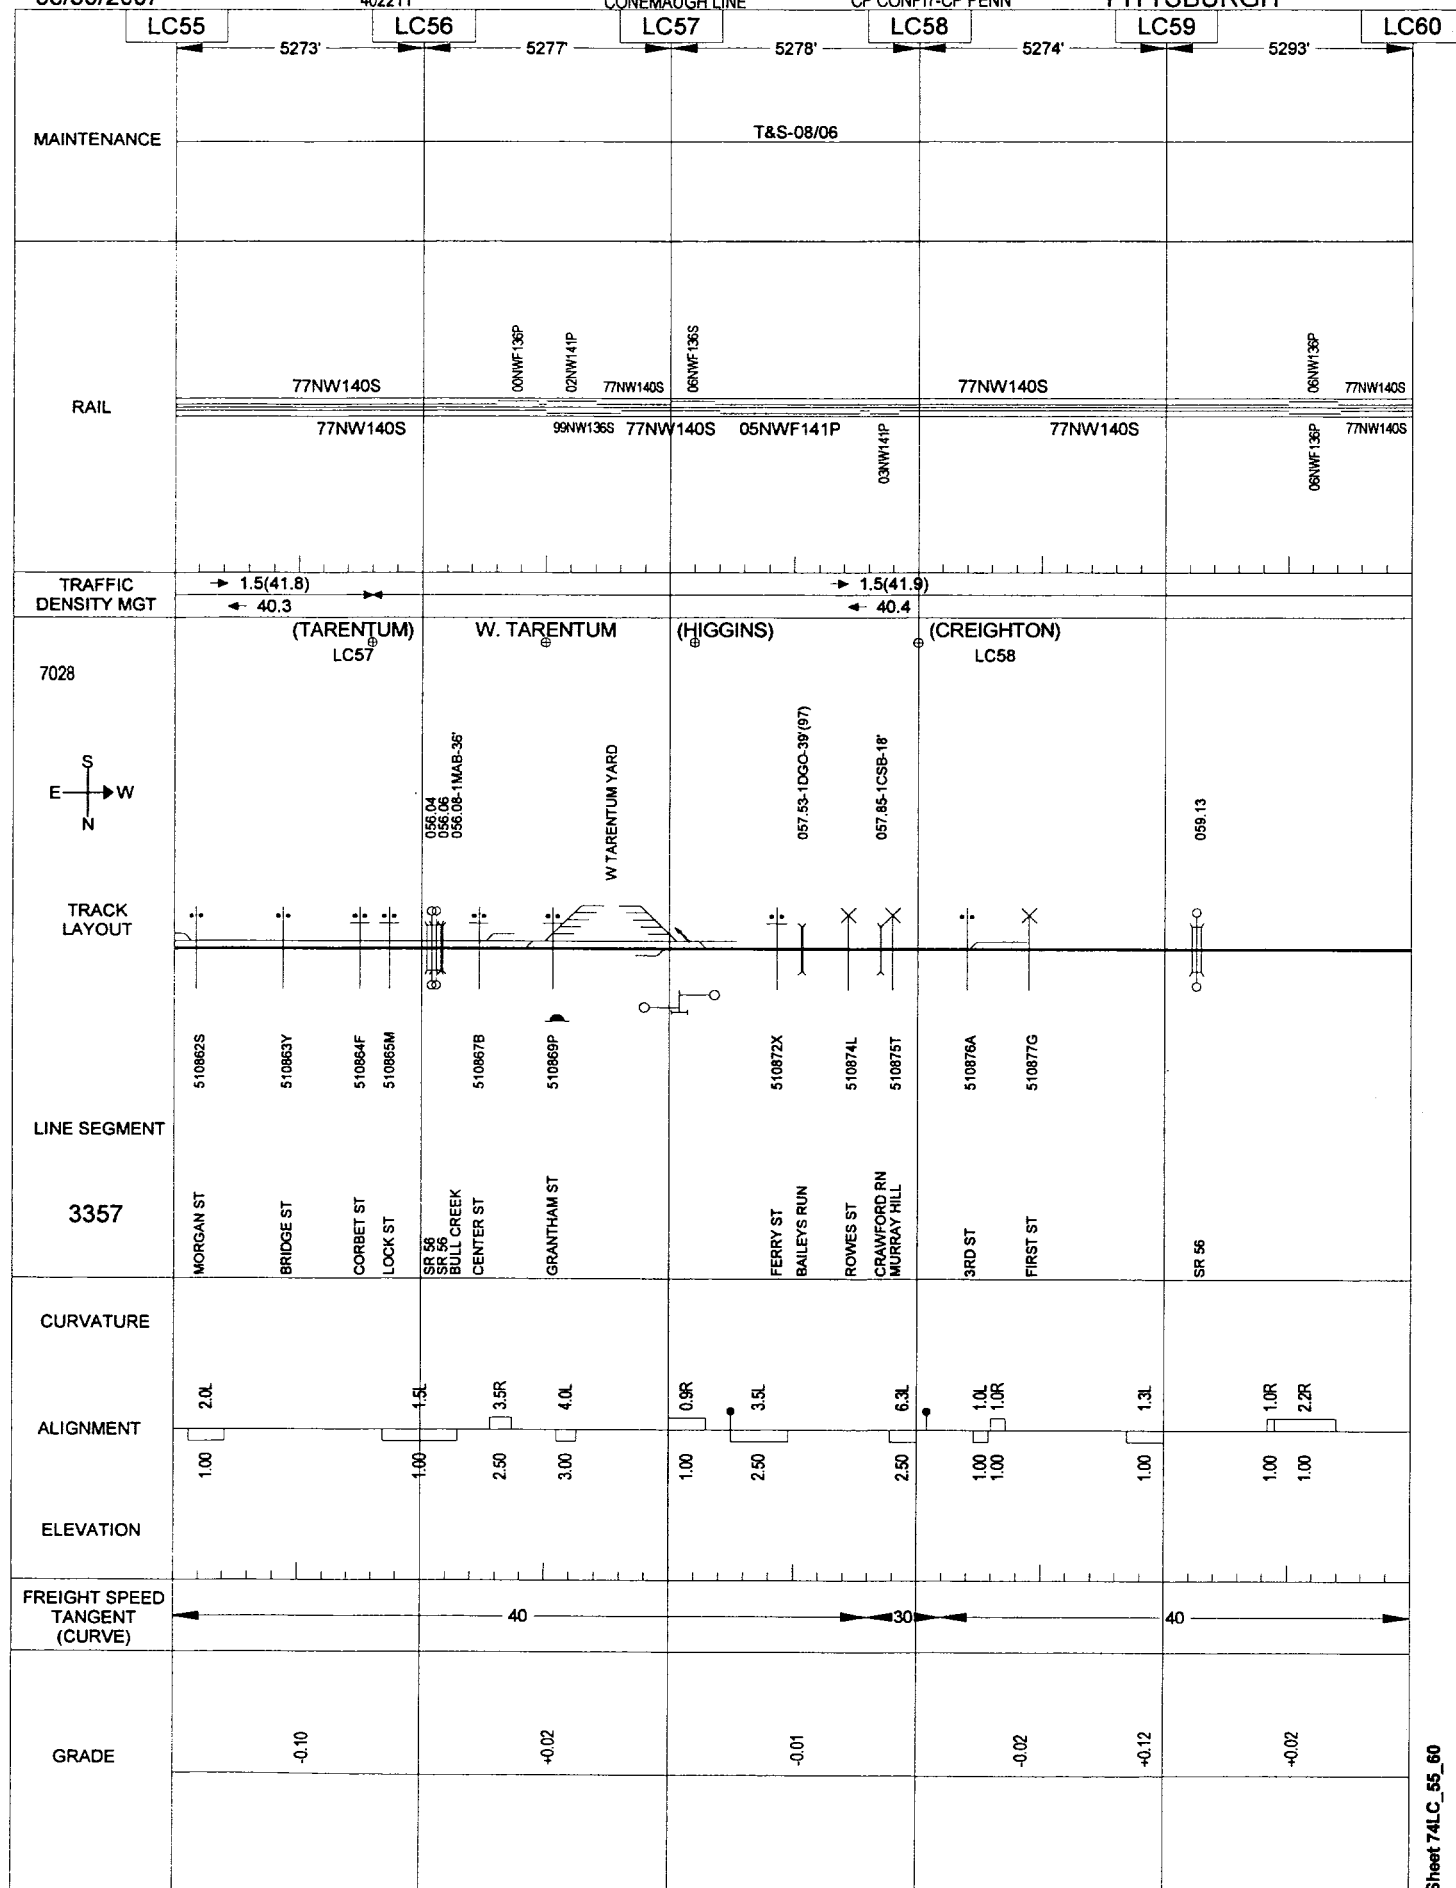 402211 CONEMAUGH LINE PITTSBURGH
LC55 LC56 LC57 LC58 LC59 LC60
5273' 5277' 5278' 5274' 5293'
MAINTENANCE
T&S-08/06
RAIL
00NWF136P 02NW141P 06NWF136S 06NW136P
77NW140S 77NW140S 77NW140S 77NW140S
77NW140S 99NW136S 77NW140S 05NWF141P 77NW140S 77NW140S
03NW141P 06NWF136P
TRAFFIC DENSITY MGT
1.5(41.8) 1.5(41.9)
40.3 40.4
(TARENTUM) W. TARENTUM (HIGGINS) (CREIGHTON)
LC57 LC58
7028
S
E W
N
056.04
056.06
056.08-1MAB-36'
W TARENTUM YARD
057.53-1DGO-39'(97)
057.85-1CSB-18'
059.13
TRACK LAYOUT
510862S 510863Y 510864F 510865M 510867B 510869P 510872X 510874L 510875T 510876A 510877G
LINE SEGMENT
3357
MORGAN ST
BRIDGE ST
CORBET ST
LOCK ST
SR 56
SR 56
BULL CREEK
CENTER ST
GRANTHAM ST
FERRY ST
BAILEYS RUN
ROWES ST
CRAWFORD RN
MURRAY HILL
3RD ST
FIRST ST
SR 56
CURVATURE
2.0L 1.5L 3.5R 4.0L 0.9R 3.5L 6.3L 1.0L 1.0R 1.3L 1.0R 2.2R
ALIGNMENT
1.00 1.00 2.50 3.00 1.00 2.50 2.50 1.00 1.00 1.00 1.00 1.00
ELEVATION
FREIGHT SPEED
TANGENT
(CURVE)
40 30 40
GRADE
-0.10 +0.02 -0.01 -0.02 +0.12 +0.02
Sheet 74LC_55_60